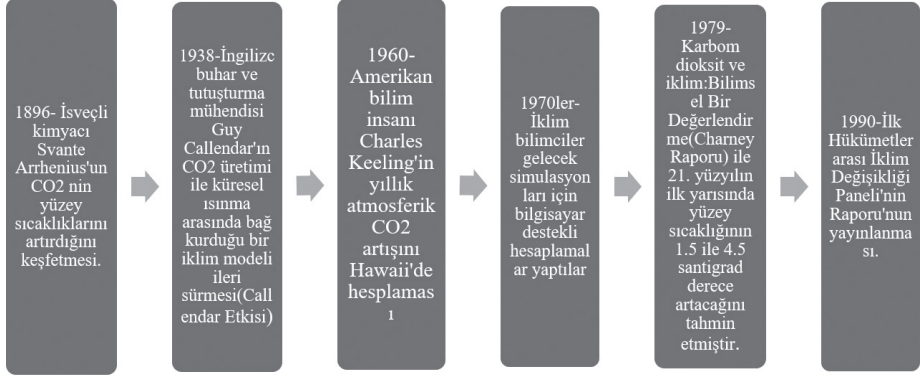 1896- İsveçli
kimyacı
Svante
Arrhenius'un
CO2 nin
yüzey
sıcaklıklarını
artırdığını
keşfetmesi.
1938-İngilizc
buhar ve
tutuşturma
mühendisi
Guy
Callendar'ın
CO2 üretimi
ile küresel
ısınma
arasında bağ
kurduğu bir
iklim modeli
ileri
sürmesi(Call
endar Etkisi)
1960-
Amerikan
bilim
insanı
Charles
Keeling'in
yıllık
atmosferik
CO2
artışını
Hawaii'de
hesplamas
ı
1970ler-
İklim
bilimciler
gelecek
simulasyon
ları için
bilgisayar
destekli
hesaplamal
ar yaptılar
1979-
Karbom
dioksit ve
iklim:Bilims
el Bir
Değerlendir
me(Charney
Raporu) ile
21. yüzyılın
ilk yarısında
yüzey
sıcaklığının
1.5 ile 4.5
santigrad
derece
artacağını
tahmin
etmiştir.
1990-İlk
Hükümetler
arası İklim
Değişikliği
Paneli'nin
Raporu'nun
yayınlanma
sı.